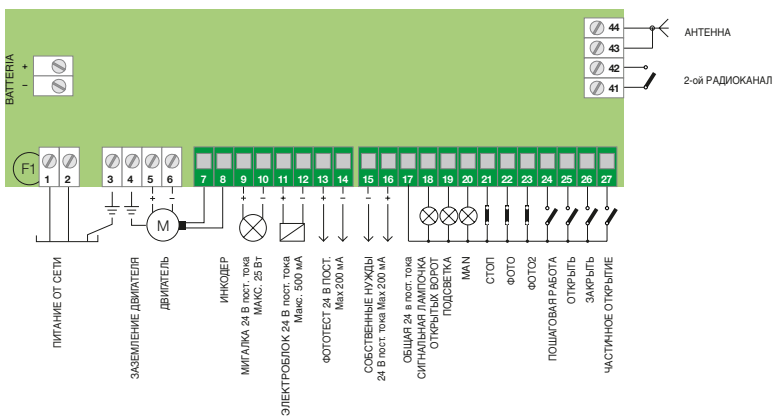 44
АНТЕННА
43
42
2-ой РАДИОКАНАЛ
41
BATTERIA
+
–
F1
1 2 3 4 5 6 7 8 9 10 11 12 13 14 15 16 17 18 19 20 21 22 23 24 25 26 27
+ – + – + – + – – +
M
ПИТАНИЕ ОТ СЕТИ
ЗАЗЕМЛЕНИЕ ДВИГАТЕЛЯ
ДВИГАТЕЛЬ
ИНКОДЕР
МИГАЛКА 24 В пост. тока
МАКС. 25 Вт
ЭЛЕКТРОБЛОК 24 В пост. тока
Макс. 500 мА
ФОТОТЕСТ 24 В ПОСТ.
Max 200 мА
СОБСТВЕННЫЕ НУЖДЫ
24 В пост. тока Max 200 мА
ОБЩАЯ 24 в пост. тока
СИГНАЛЬНАЯ ЛАМПОЧКА
ОТКРЫТЫХ ВОРОТ
ПОДСВЕТКА
MAN
СТОП
ФОТО
ФОТО2
ПОШАГОВАЯ РАБОТА
ОТКРЫТЬ
ЗАКРЫТЬ
ЧАСТИЧНОЕ ОТКРЫТИЕ